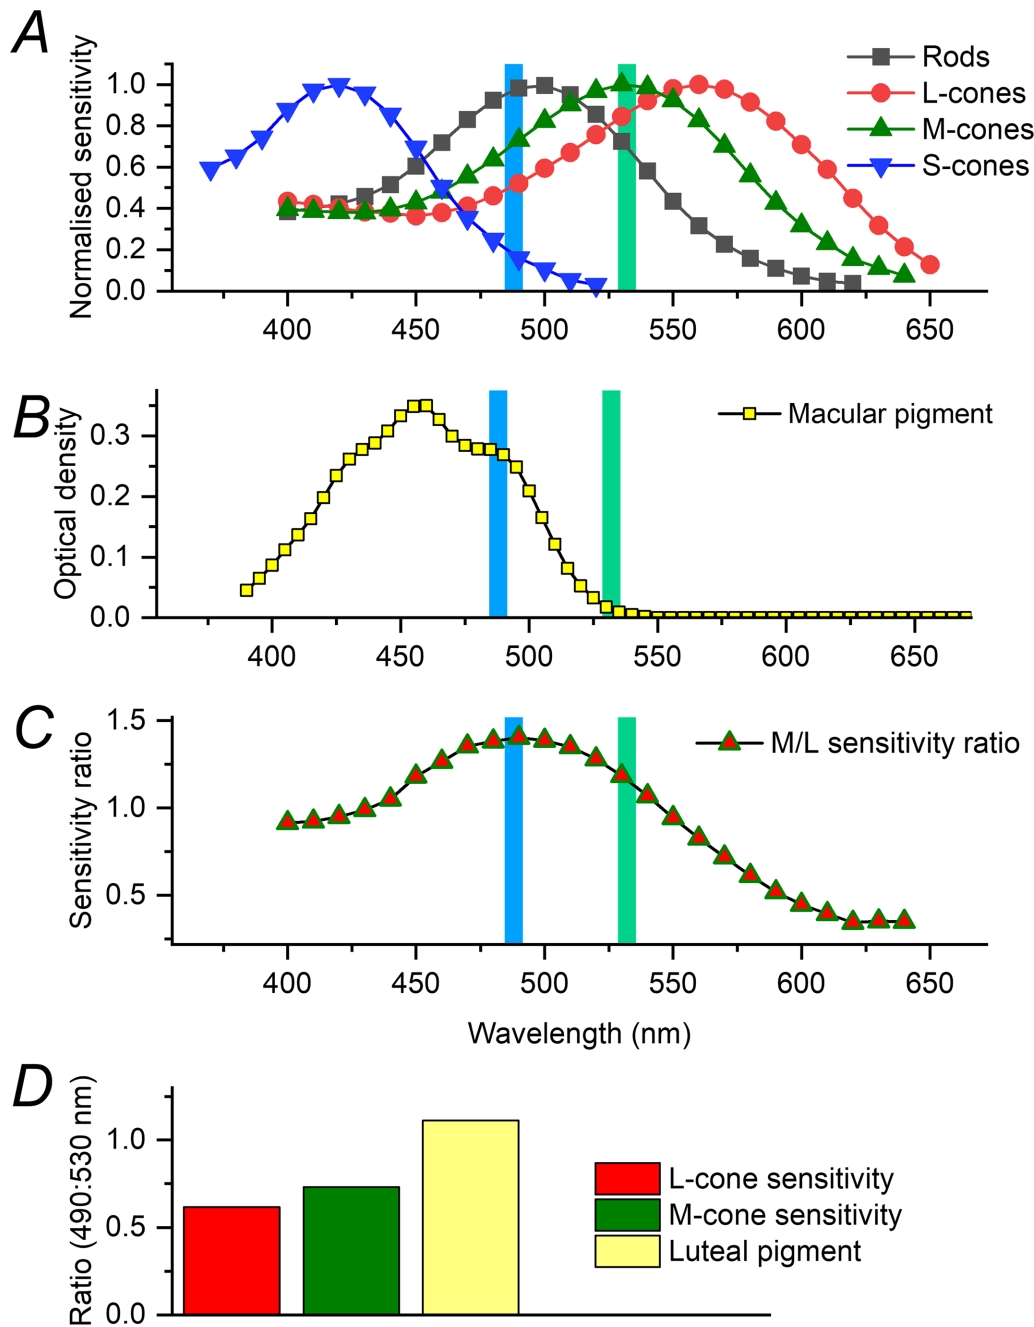 A
Normalised sensitivity
1.0
0.8
0.6
0.4
0.2
0.0
400 450 500 550 600 650
Rods
L-cones
M-cones
S-cones
B
Optical density
0.3
0.2
0.1
0.0
400 450 500 550 600 650
Macular pigment
C
Sensitivity ratio
1.5
1.0
0.5
400 450 500 550 600 650
M/L sensitivity ratio
Wavelength (nm)
D
Ratio (490:530 nm)
1.0
0.5
0.0
L-cone sensitivity
M-cone sensitivity
Luteal pigment